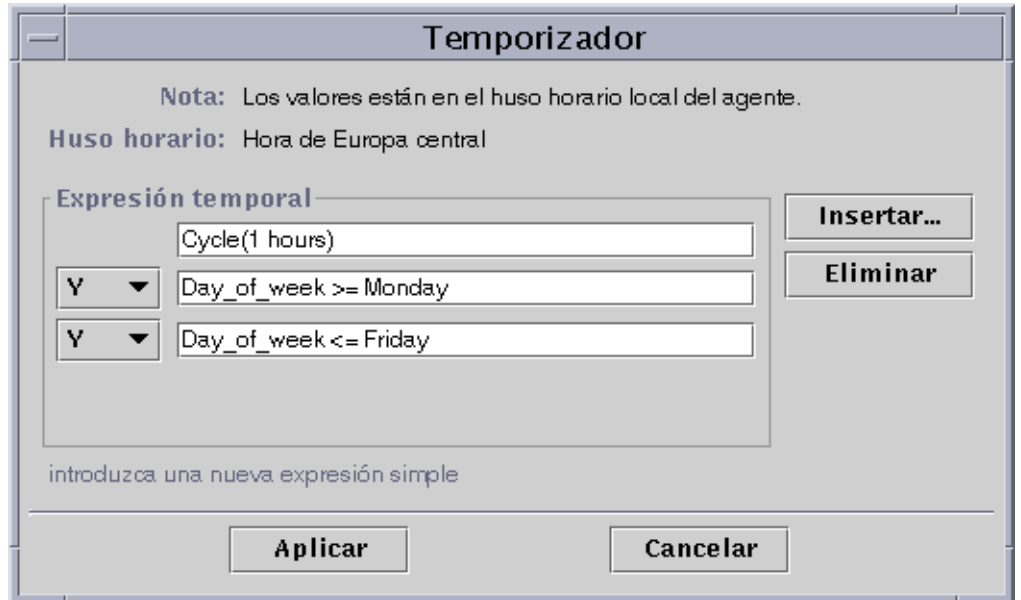 Temporizador
Nota: Los valores están en el huso horario local del agente.
Huso horario: Hora de Europa central
Expresión temporal
Insertar...
Cycle(1 hours)
Eliminar
Y Day_of_week >= Monday
Y Day_of_week <= Friday
introduzca una nueva expresión simple
Aplicar Cancelar